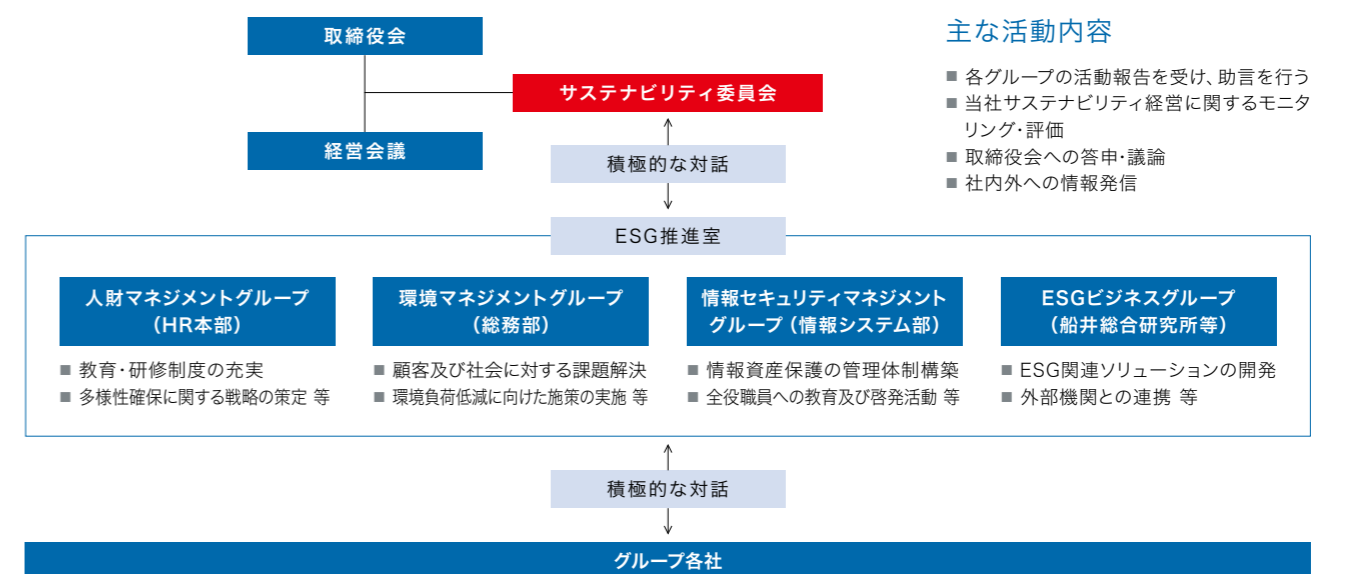 取締役会
サステナビリティ委員会
経営会議
積極的な対話
主な活動内容
■ 各グループの活動報告を受け、助言を行う
■ 当社サステナビリティ経営に関するモニタ
リング・評価
■ 取締役会への答申・議論
■ 社内外への情報発信
ESG推進室
人財マネジメントグループ
（HR本部）
■ 教育・研修制度の充実
■ 多様性確保に関する戦略の策定 等
環境マネジメントグループ
（総務部）
■ 顧客及び社会に対する課題解決
■ 環境負荷低減に向けた施策の実施 等
情報セキュリティマネジメント
グループ（情報システム部）
■ 情報資産保護の管理体制構築
■ 全役職員への教育及び啓発活動 等
ESGビジネスグループ
（船井総合研究所等）
■ ESG関連ソリューションの開発
■ 外部機関との連携 等
積極的な対話
グループ各社